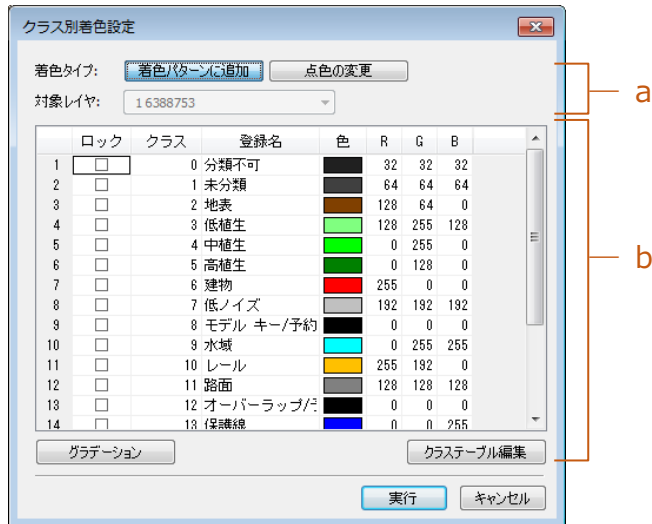 クラス別着色設定
着色タイプ: 着色パターンに追加 点色の変更
対象レイヤ: 1 6388753
a
ロック クラス 登録名 色 R G B
1 0 分類不可 32 32 32
2 1 未分類 64 64 64
3 2 地表 128 64 0
4 3 低植生 128 255 128
5 4 中植生 0 255 0
6 5 高植生 0 128 0
7 6 建物 255 0 0
8 7 低ノイズ 192 192 192
9 8 モデル キー/予約 0 0 0
10 9 水域 0 255 255
11 10 レール 255 192 0
12 11 路面 128 128 128
13 12 オーバーラップ/ 0 0 0
14 13 保護線 0 0 255
b
グラデーション クラステーブル編集
実行 キャンセル